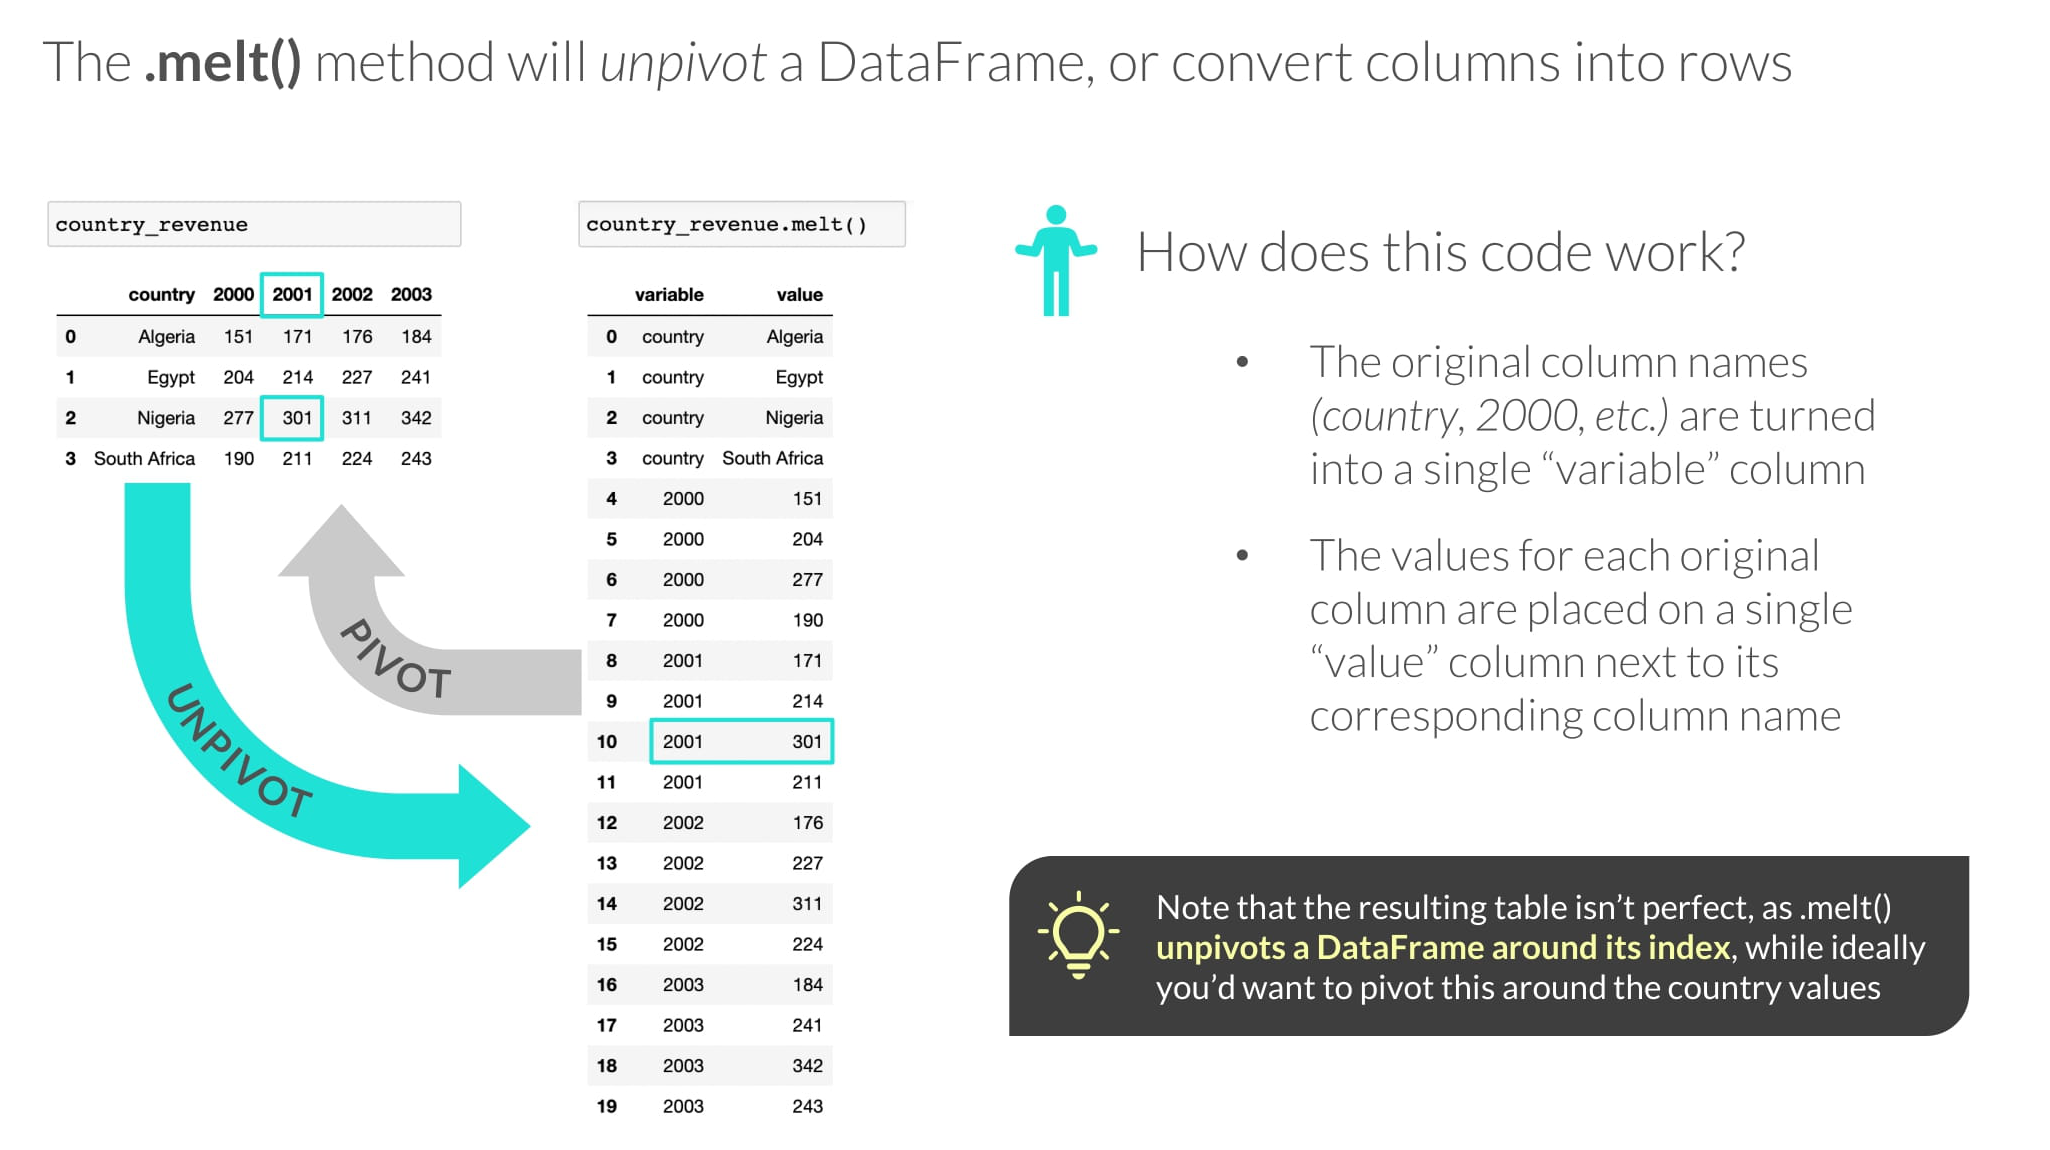 The .melt() method will unpivot a DataFrame, or convert columns into rows
country_revenue
country 2000 2001 2002 2003
0 Algeria 151 171 176 184
1 Egypt 204 214 227 241
2 Nigeria 277 301 311 342
3 South Africa 190 211 224 243
UNPIVOT
PIVOT
country_revenue.melt()
variable value
0 country Algeria
1 country Egypt
2 country Nigeria
3 country South Africa
4 2000 151
5 2000 204
6 2000 277
7 2000 190
8 2001 171
9 2001 214
10 2001 301
11 2001 211
12 2002 176
13 2002 227
14 2002 311
15 2002 224
16 2003 184
17 2003 241
18 2003 342
19 2003 243
How does this code work?
• The original column names
(country, 2000, etc.) are turned
into a single “variable” column
• The values for each original
column are placed on a single
“value” column next to its
corresponding column name
Note that the resulting table isn’t perfect, as .melt()
unpivots a DataFrame around its index, while ideally
you’d want to pivot this around the country values